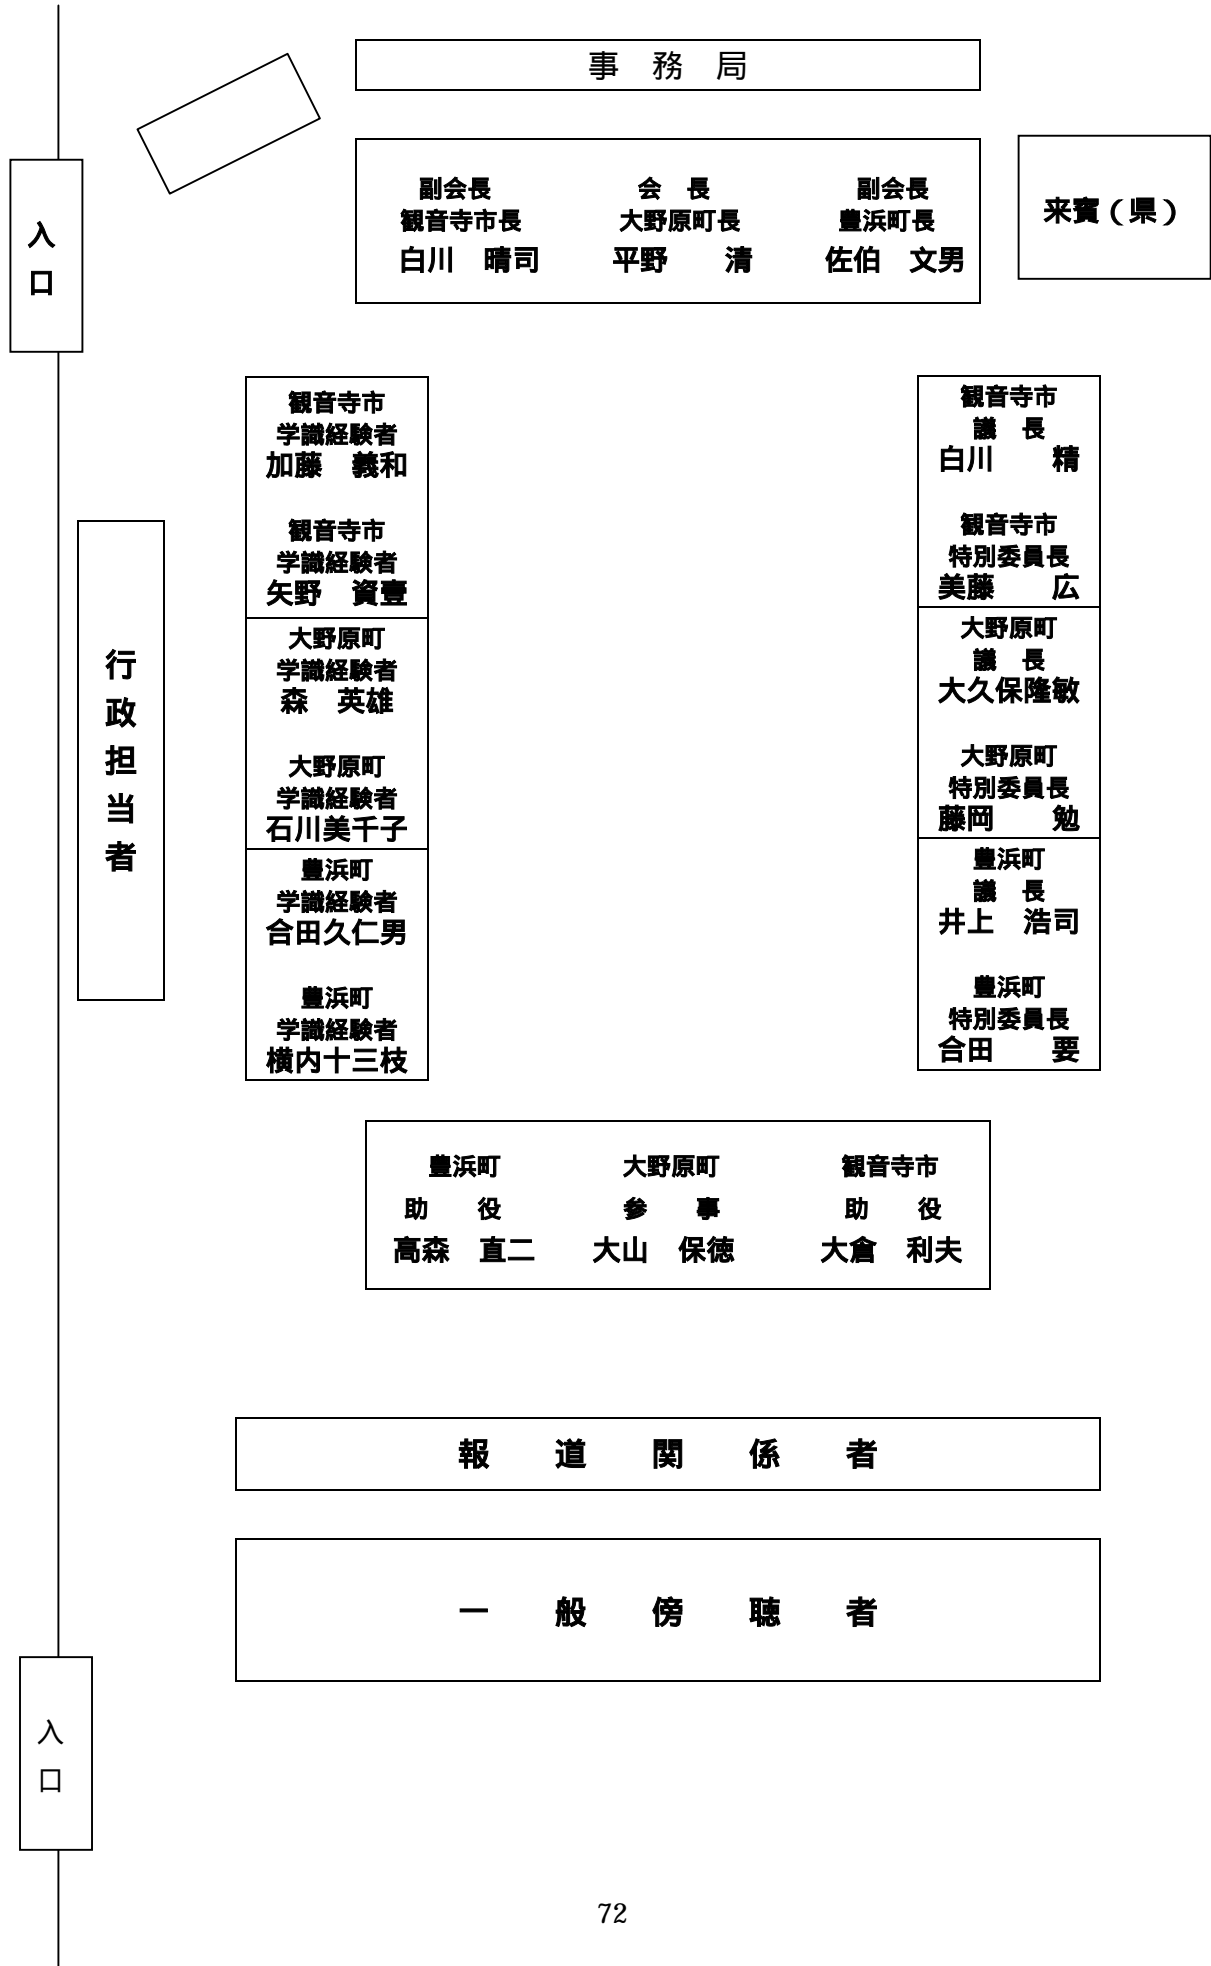 事　務　局
副会長　会　長　副会長
観音寺市長　大野原町長　豊浜町長
白川　晴司　平野　　清　佐伯　文男
来賓（県）
入
口
観音寺市
学識経験者
加藤　義和
観音寺市
学識経験者
矢野　資壹
大野原町
学識経験者
森　英雄
大野原町
学識経験者
石川美千子
豊浜町
学識経験者
合田久仁男
豊浜町
学識経験者
横内十三枝
行
政
担
当
者
観音寺市
議　長
白川　　精
観音寺市
特別委員長
美藤　　広
大野原町
議　長
大久保隆敏
大野原町
特別委員長
藤岡　　勉
豊浜町
議　長
井上　浩司
豊浜町
特別委員長
合田　　要
豊浜町　大野原町　観音寺市
助　　役　参　　事　助　　役
高森　直二　大山　保徳　大倉　利夫
報　道　関　係　者
一　般　傍　聴　者
入
口
72